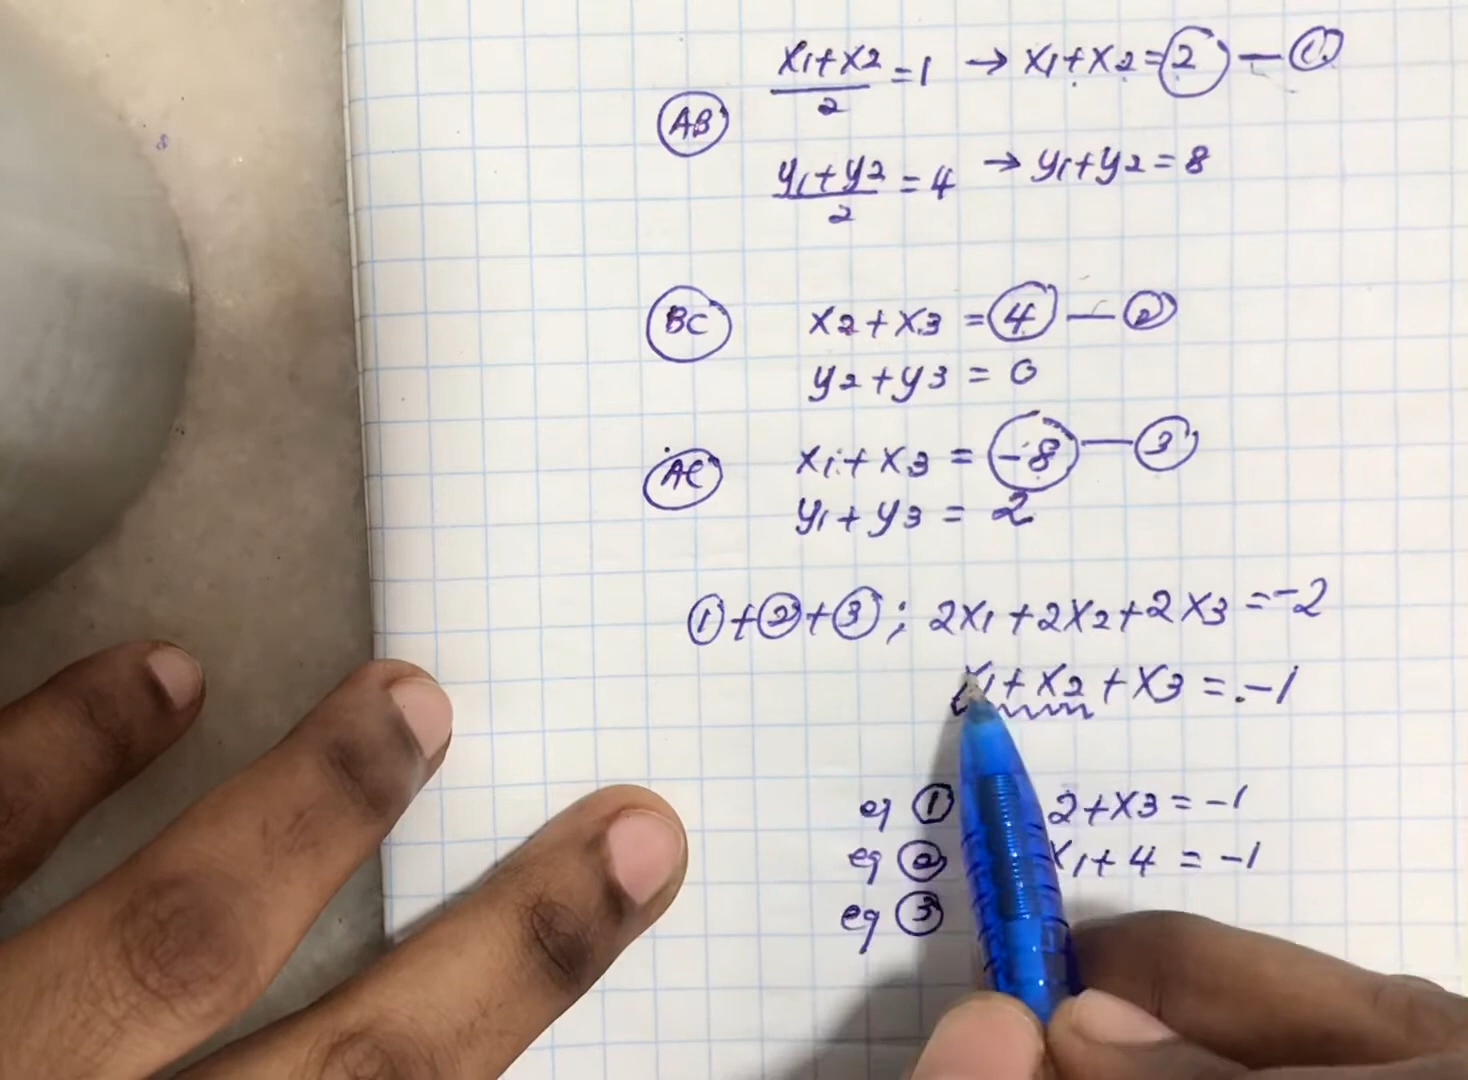 (x1+x2)/2 = 1 → x1+x2 = 2 — ①
AB
(y1+y2)/2 = 4 → y1+y2 = 8
BC x2+x3 = 4 — ②
y2+y3 = 0
AC x1+x3 = -8 — ③
y1+y3 = 2
①+②+③; 2x1+2x2+2x3 = -2
x1+x2+x3 = -1
eq ① 2+x3 = -1
eq ② x1+4 = -1
eq ③